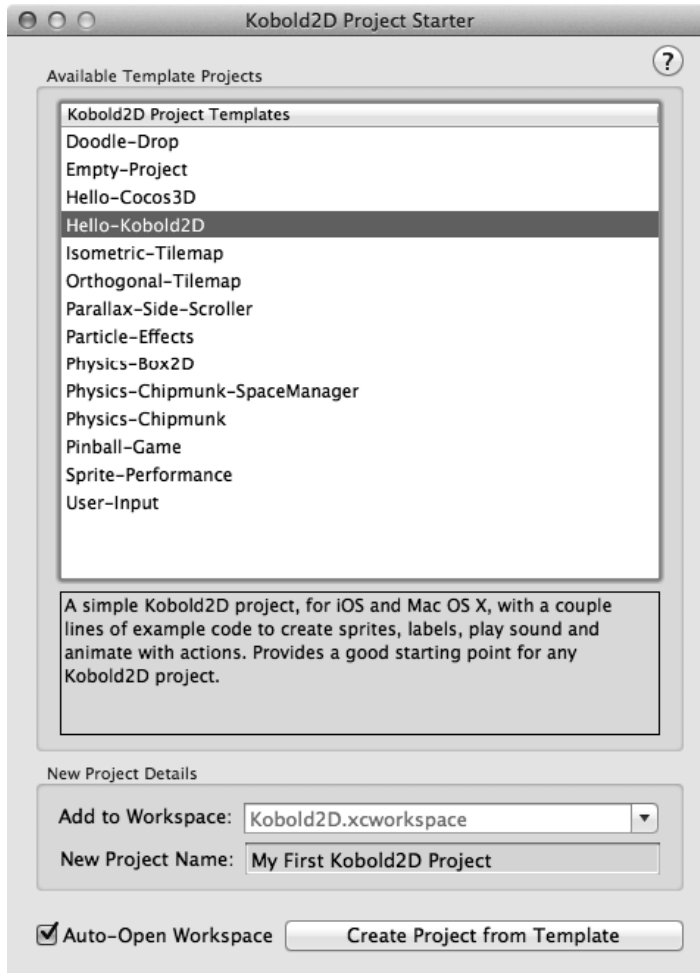 Kobold2D Project Starter
?
Available Template Projects
Kobold2D Project Templates
Doodle-Drop
Empty-Project
Hello-Cocos3D
Hello-Kobold2D
Isometric-Tilemap
Orthogonal-Tilemap
Parallax-Side-Scroller
Particle-Effects
Physics-Box2D
Physics-Chipmunk-SpaceManager
Physics-Chipmunk
Pinball-Game
Sprite-Performance
User-Input
A simple Kobold2D project, for iOS and Mac OS X, with a couple
lines of example code to create sprites, labels, play sound and
animate with actions. Provides a good starting point for any
Kobold2D project.
New Project Details
Add to Workspace: Kobold2D.xcworkspace
New Project Name: My First Kobold2D Project
Auto-Open Workspace Create Project from Template